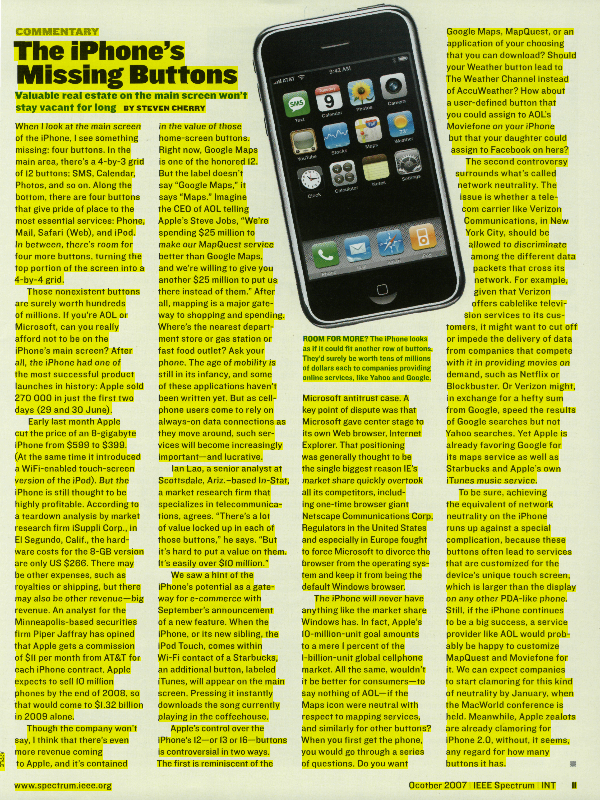 COMMENTARY
The iPhone's
Missing Buttons
Valuable real estate on the main screen won't
stay vacant for long BY STEVEN CHERRY
When I look at the main screen
of the iPhone, I see something
missing: four buttons. In the
main area, there's a 4-by-3 grid
of 12 buttons: SMS, Calendar,
Photos, and so on. Along the
bottom, there are four buttons
that give pride of place to the
most essential services: Phone,
Mail, Safari (Web), and iPod.
In between, there's room for
four more buttons, turning the
top portion of the screen into a
4-by-4 grid.
Those nonexistent buttons
are surely worth hundreds
of millions. If you're AOL or
Microsoft, can you really
afford not to be on the
iPhone's main screen? After
all, the iPhone had one of
the most successful product
launches in history: Apple sold
270 000 in just the first two
days (29 and 30 June).
Early last month Apple
cut the price of an 8-gigabyte
iPhone from $599 to $399.
(At the same time it introduced
a WiFi-enabled touch-screen
version of the iPod). But the
iPhone is still thought to be
highly profitable. According to
a teardown analysis by market
research firm iSuppli Corp., in
El Segundo, Calif., the hard-
ware costs for the 8-GB version
are only US $266. There may
be other expenses, such as
royalties or shipping, but there
may also be other revenue—big
revenue. An analyst for the
Minneapolis-based securities
firm Piper Jaffray has opined
that Apple gets a commission
of $11 per month from AT&T for
each iPhone contract. Apple
expects to sell 10 million
phones by the end of 2008, so
that would come to $1.32 billion
in 2009 alone.
Though the company won't
say, I think that there's even
more revenue coming
to Apple, and it's contained
in the value of those
home-screen buttons.
Right now, Google Maps
is one of the honored 12.
But the label doesn't
say "Google Maps," it
says "Maps." Imagine
the CEO of AOL telling
Apple's Steve Jobs, "We're
spending $25 million to
make our MapQuest service
better than Google Maps,
and we're willing to give you
another $25 million to put us
there instead of them." After
all, mapping is a major gate-
way to shopping and spending.
Where's the nearest depart-
ment store or gas station or
fast food outlet? Ask your
phone. The age of mobility is
still in its infancy, and some
of these applications haven't
been written yet. But as cell-
phone users come to rely on
always-on data connections as
they move around, such ser-
vices will become increasingly
important—and lucrative.
Ian Lao, a senior analyst at
Scottsdale, Ariz.–based In-Stat,
a market research firm that
specializes in telecommunica-
tions, agrees. "There's a lot
of value locked up in each of
those buttons," he says. "But
it's hard to put a value on them.
It's easily over $10 million."
We saw a hint of the
iPhone's potential as a gate-
way for e-commerce with
September's announcement
of a new feature. When the
iPhone, or its new sibling, the
iPod Touch, comes within
Wi-Fi contact of a Starbucks,
an additional button, labeled
iTunes, will appear on the main
screen. Pressing it instantly
downloads the song currently
playing in the coffeehouse.
Apple's control over the
iPhone's 12—or 13 or 16—buttons
is controversial in two ways.
The first is reminiscent of the
AT&T
2:42 AM
SMS
Text
9
Calendar
Photos
Camera
YouTube
Stocks
Maps
Weather
Clock
Calculator
Notes
Settings
Phone
Mail
Safari
iPod
ROOM FOR MORE? The iPhone looks
as if it could fit another row of buttons.
They'd surely be worth tens of millions
of dollars each to companies providing
online services, like Yahoo and Google.
Microsoft antitrust case. A
key point of dispute was that
Microsoft gave center stage to
its own Web browser, Internet
Explorer. That positioning
was generally thought to be
the single biggest reason IE's
market share quickly overtook
all its competitors, includ-
ing one-time browser giant
Netscape Communications Corp.
Regulators in the United States
and especially in Europe fought
to force Microsoft to divorce the
browser from the operating sys-
tem and keep it from being the
default Windows browser.
The iPhone will never have
anything like the market share
Windows has. In fact, Apple's
10-million-unit goal amounts
to a mere 1 percent of the
1-billion-unit global cellphone
market. All the same, wouldn't
it be better for consumers—to
say nothing of AOL—if the
Maps icon were neutral with
respect to mapping services,
and similarly for other buttons?
When you first get the phone,
you would go through a series
of questions. Do you want
Google Maps, MapQuest, or an
application of your choosing
that you can download? Should
your Weather button lead to
The Weather Channel instead
of AccuWeather? How about
a user-defined button that
you could assign to AOL's
Moviefone on your iPhone
but that your daughter could
assign to Facebook on hers?
The second controversy
surrounds what's called
network neutrality. The
issue is whether a tele-
com carrier like Verizon
Communications, in New
York City, should be
allowed to discriminate
among the different data
packets that cross its
network. For example,
given that Verizon
offers cablelike televi-
sion services to its cus-
tomers, it might want to cut off
or impede the delivery of data
from companies that compete
with it in providing movies on
demand, such as Netflix or
Blockbuster. Or Verizon might,
in exchange for a hefty sum
from Google, speed the results
of Google searches but not
Yahoo searches. Yet Apple is
already favoring Google for
its maps service as well as
Starbucks and Apple's own
iTunes music service.
To be sure, achieving
the equivalent of network
neutrality on the iPhone
runs up against a special
complication, because these
buttons often lead to services
that are customized for the
device's unique touch screen,
which is larger than the display
on any other PDA-like phone.
Still, if the iPhone continues
to be a big success, a service
provider like AOL would prob-
ably be happy to customize
MapQuest and Moviefone for
it. We can expect companies
to start clamoring for this kind
of neutrality by January, when
the MacWorld conference is
held. Meanwhile, Apple zealots
are already clamoring for
iPhone 2.0, without, it seems,
any regard for how many
buttons it has.
www.spectrum.ieee.org
Ocotber 2007 | IEEE Spectrum | INT 11